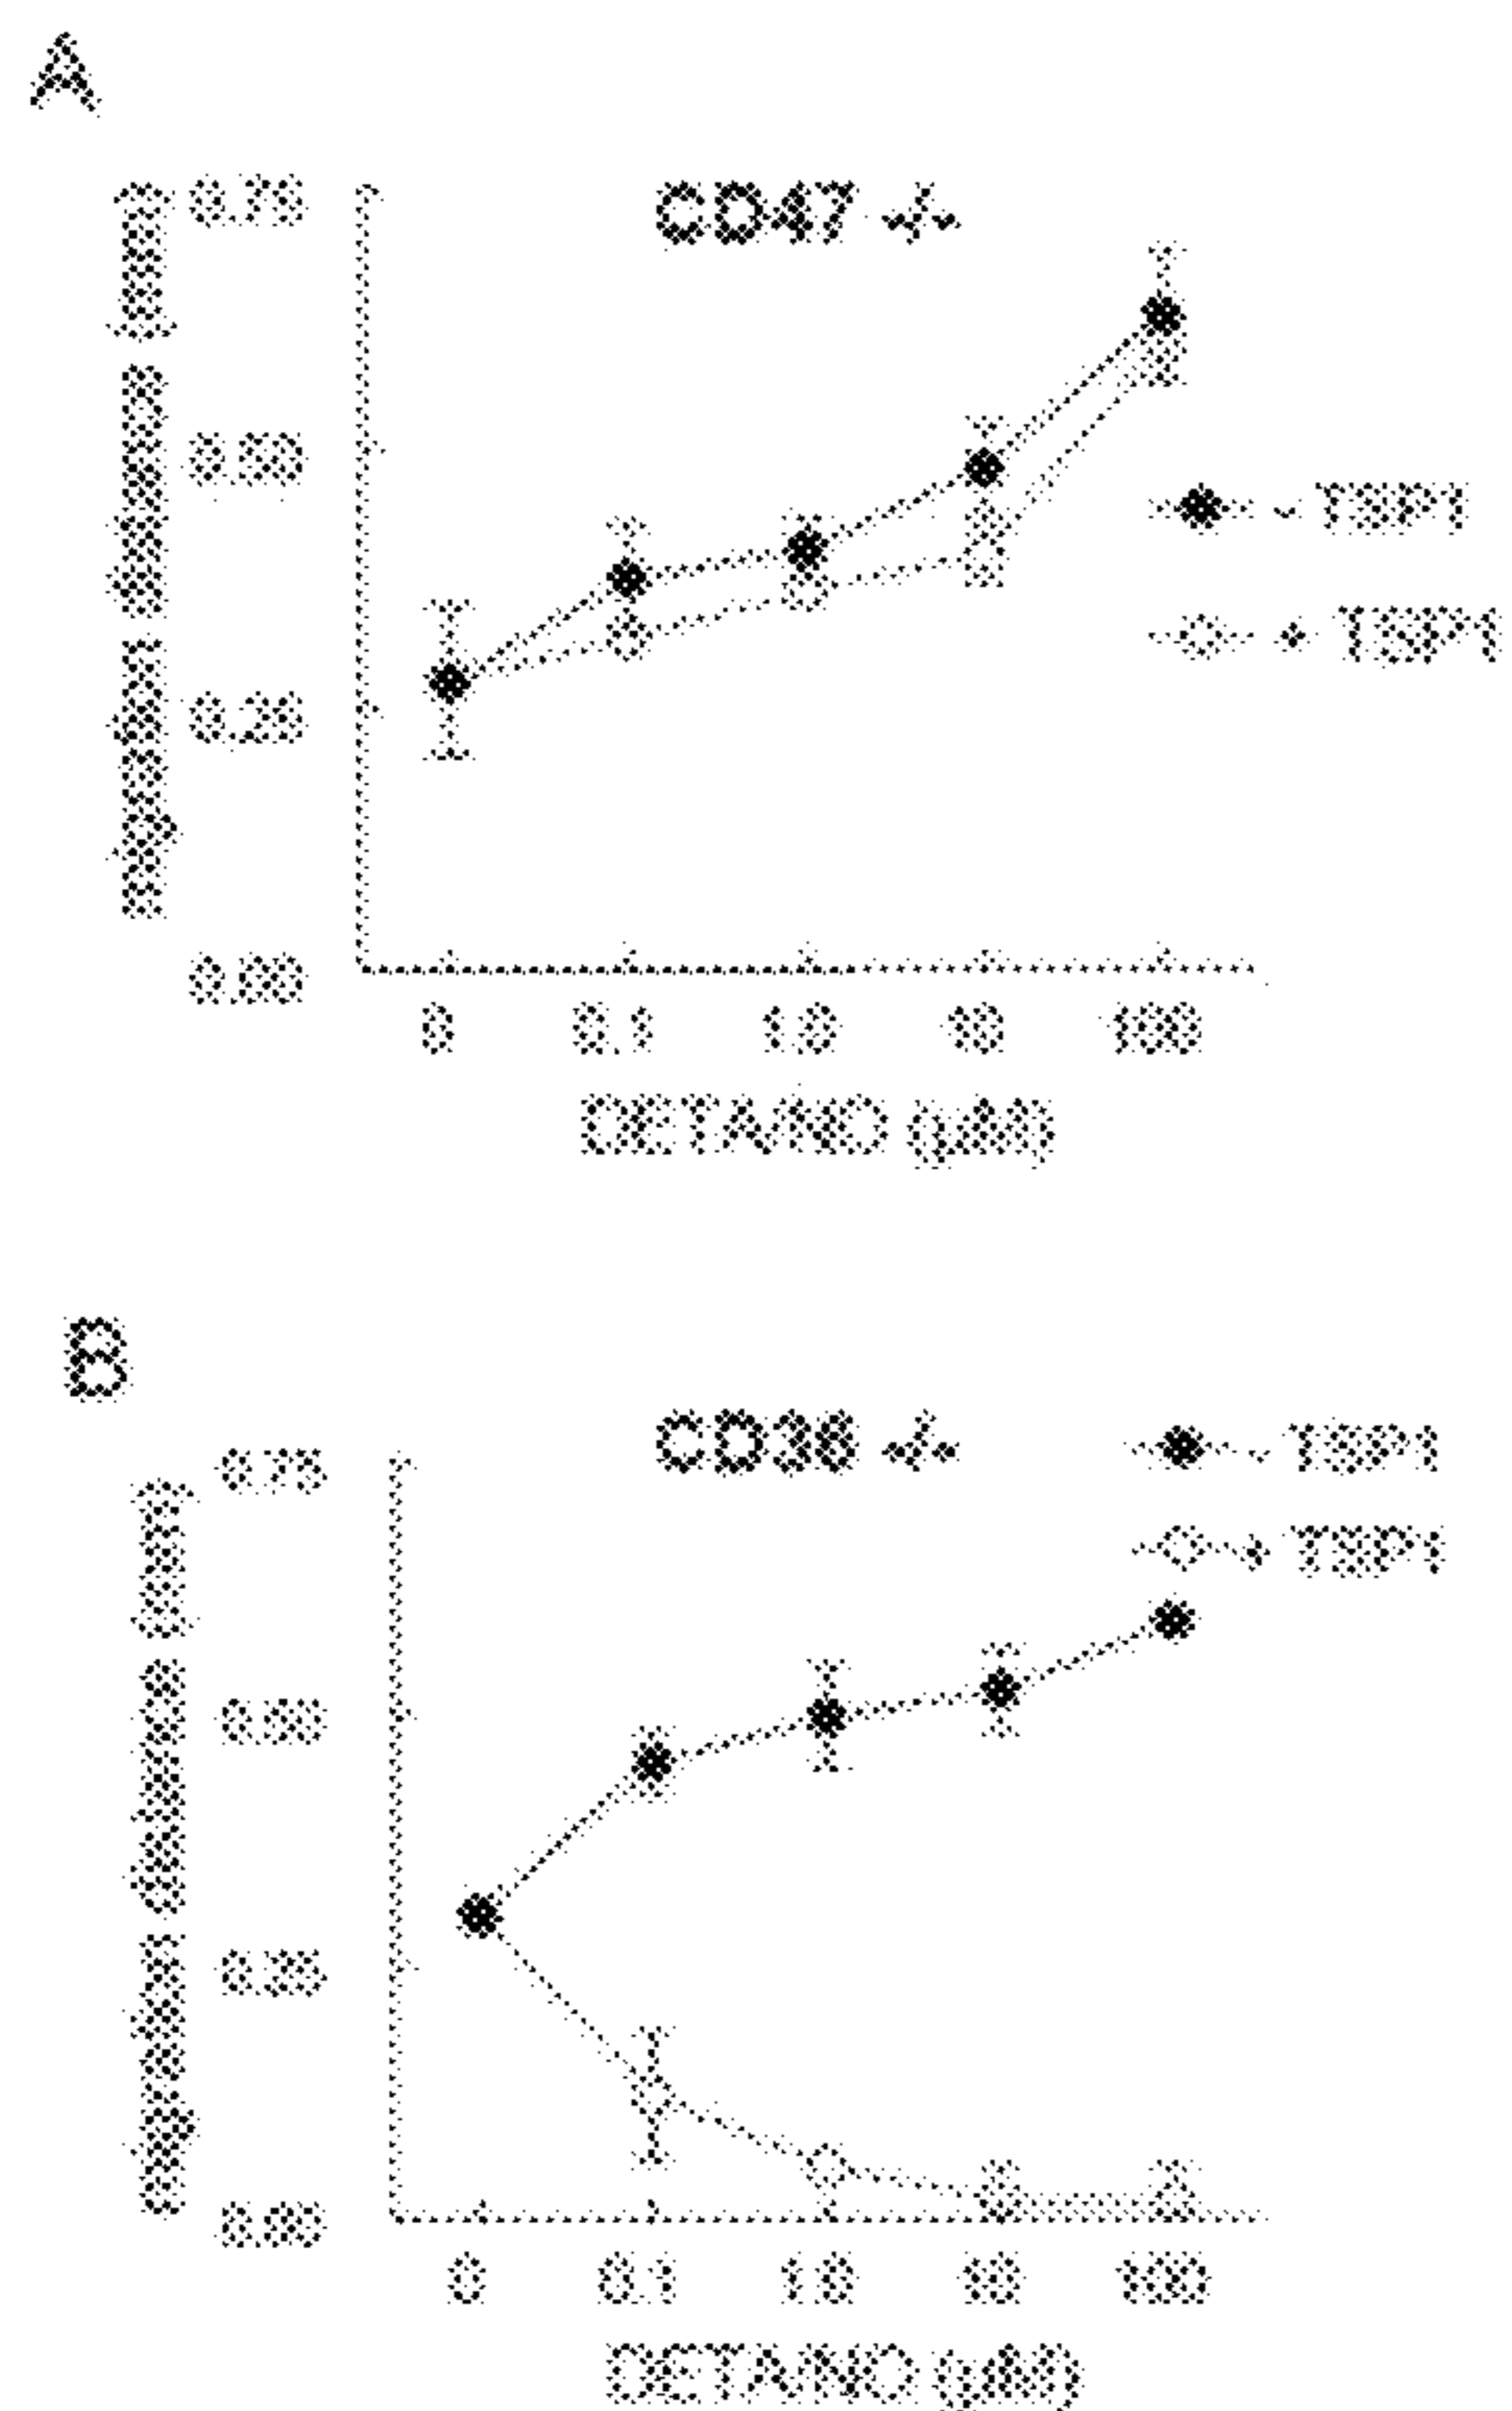 A
CD47 -/-
0.75
0.50
0.25
0.00
- TSP1
+ TSP1
0 0.1 1.0 10 100
DETA/NO (µM)
B
CD36 -/-
- TSP1
+ TSP1
0.75
0.50
0.25
0.00
0 0.1 1.0 10 100
DETA/NO (µM)